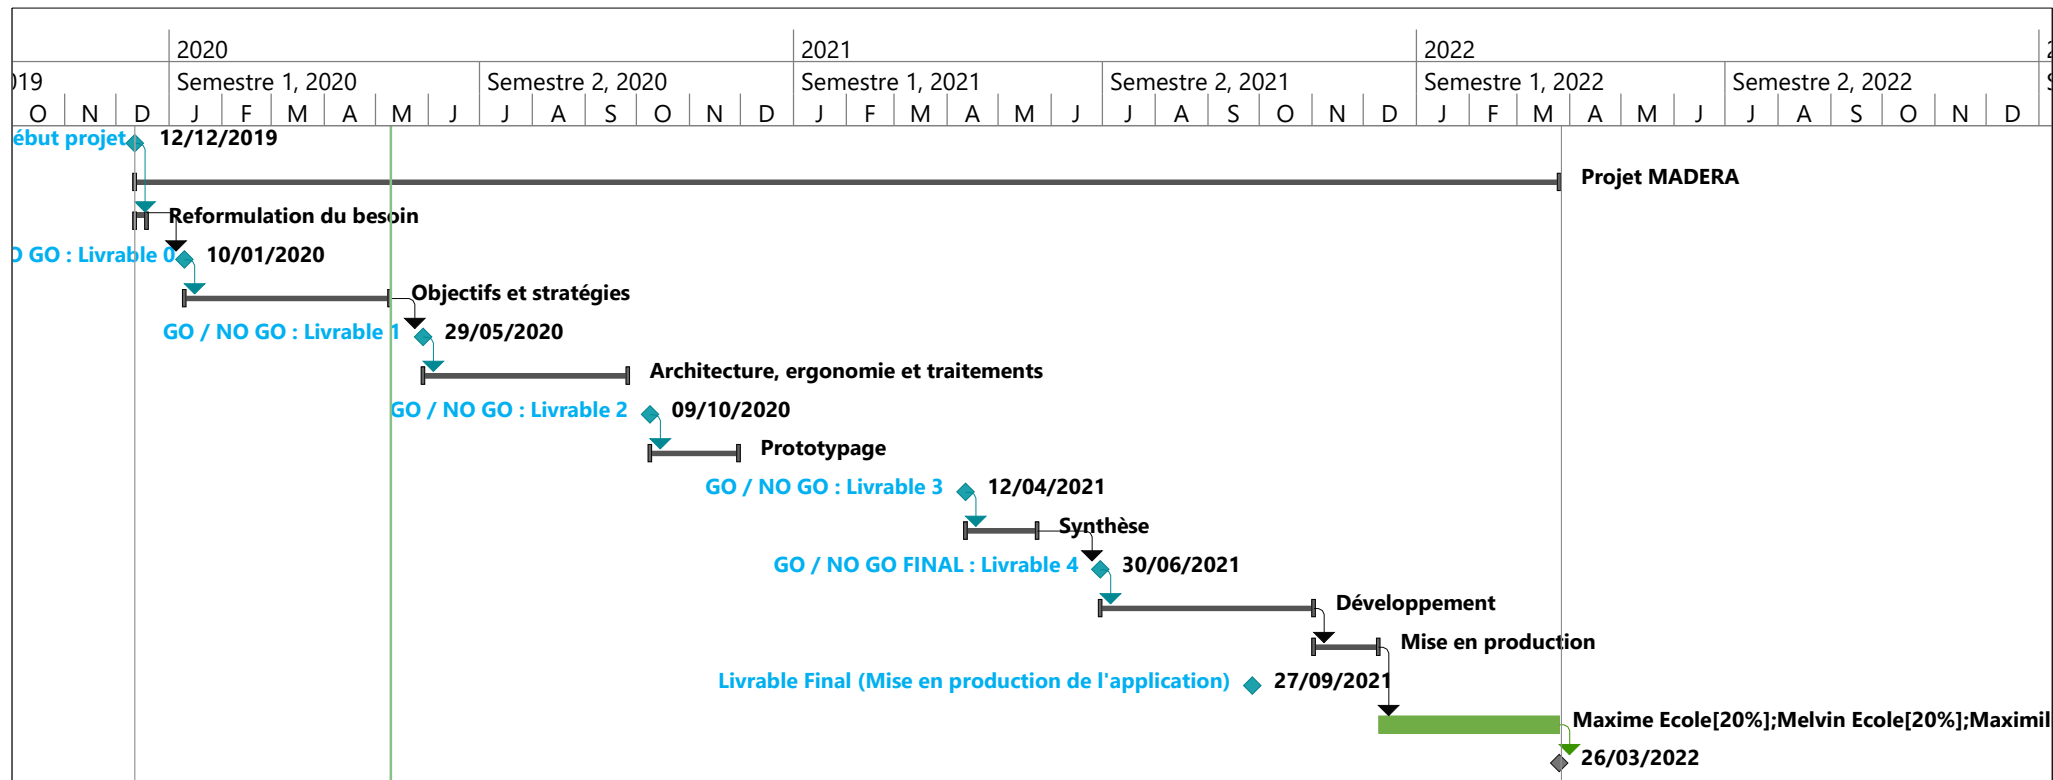 2020 2021 2022
19 Semestre 1, 2020 Semestre 2, 2020 Semestre 1, 2021 Semestre 2, 2021 Semestre 1, 2022 Semestre 2, 2022
O N D J F M A M J J A S O N D J F M A M J J A S O N D J F M A M J J A S O N D
ébut projet 12/12/2019
Projet MADERA
Reformulation du besoin
O GO : Livrable 0 10/01/2020
Objectifs et stratégies
GO / NO GO : Livrable 1 29/05/2020
Architecture, ergonomie et traitements
GO / NO GO : Livrable 2 09/10/2020
Prototypage
GO / NO GO : Livrable 3 12/04/2021
Synthèse
GO / NO GO FINAL : Livrable 4 30/06/2021
Développement
Mise en production
Livrable Final (Mise en production de l'application) 27/09/2021
Maxime Ecole[20%];Melvin Ecole[20%];Maximil
26/03/2022